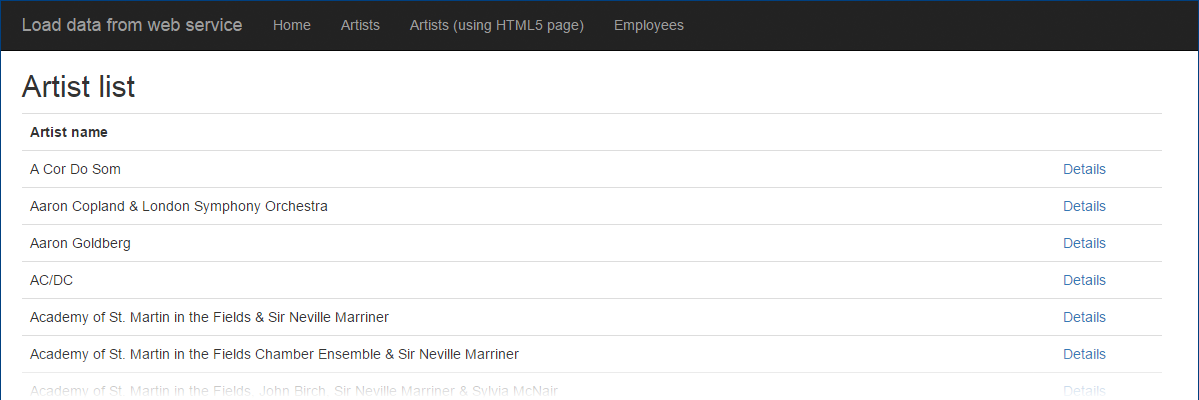 Load data from web service Home Artists Artists (using HTML5 page) Employees
Artist list
Artist name
A Cor Do Som Details
Aaron Copland & London Symphony Orchestra Details
Aaron Goldberg Details
AC/DC Details
Academy of St. Martin in the Fields & Sir Neville Marriner Details
Academy of St. Martin in the Fields Chamber Ensemble & Sir Neville Marriner Details
Academy of St. Martin in the Fields, John Birch, Sir Neville Marriner & Sylvia McNair Details